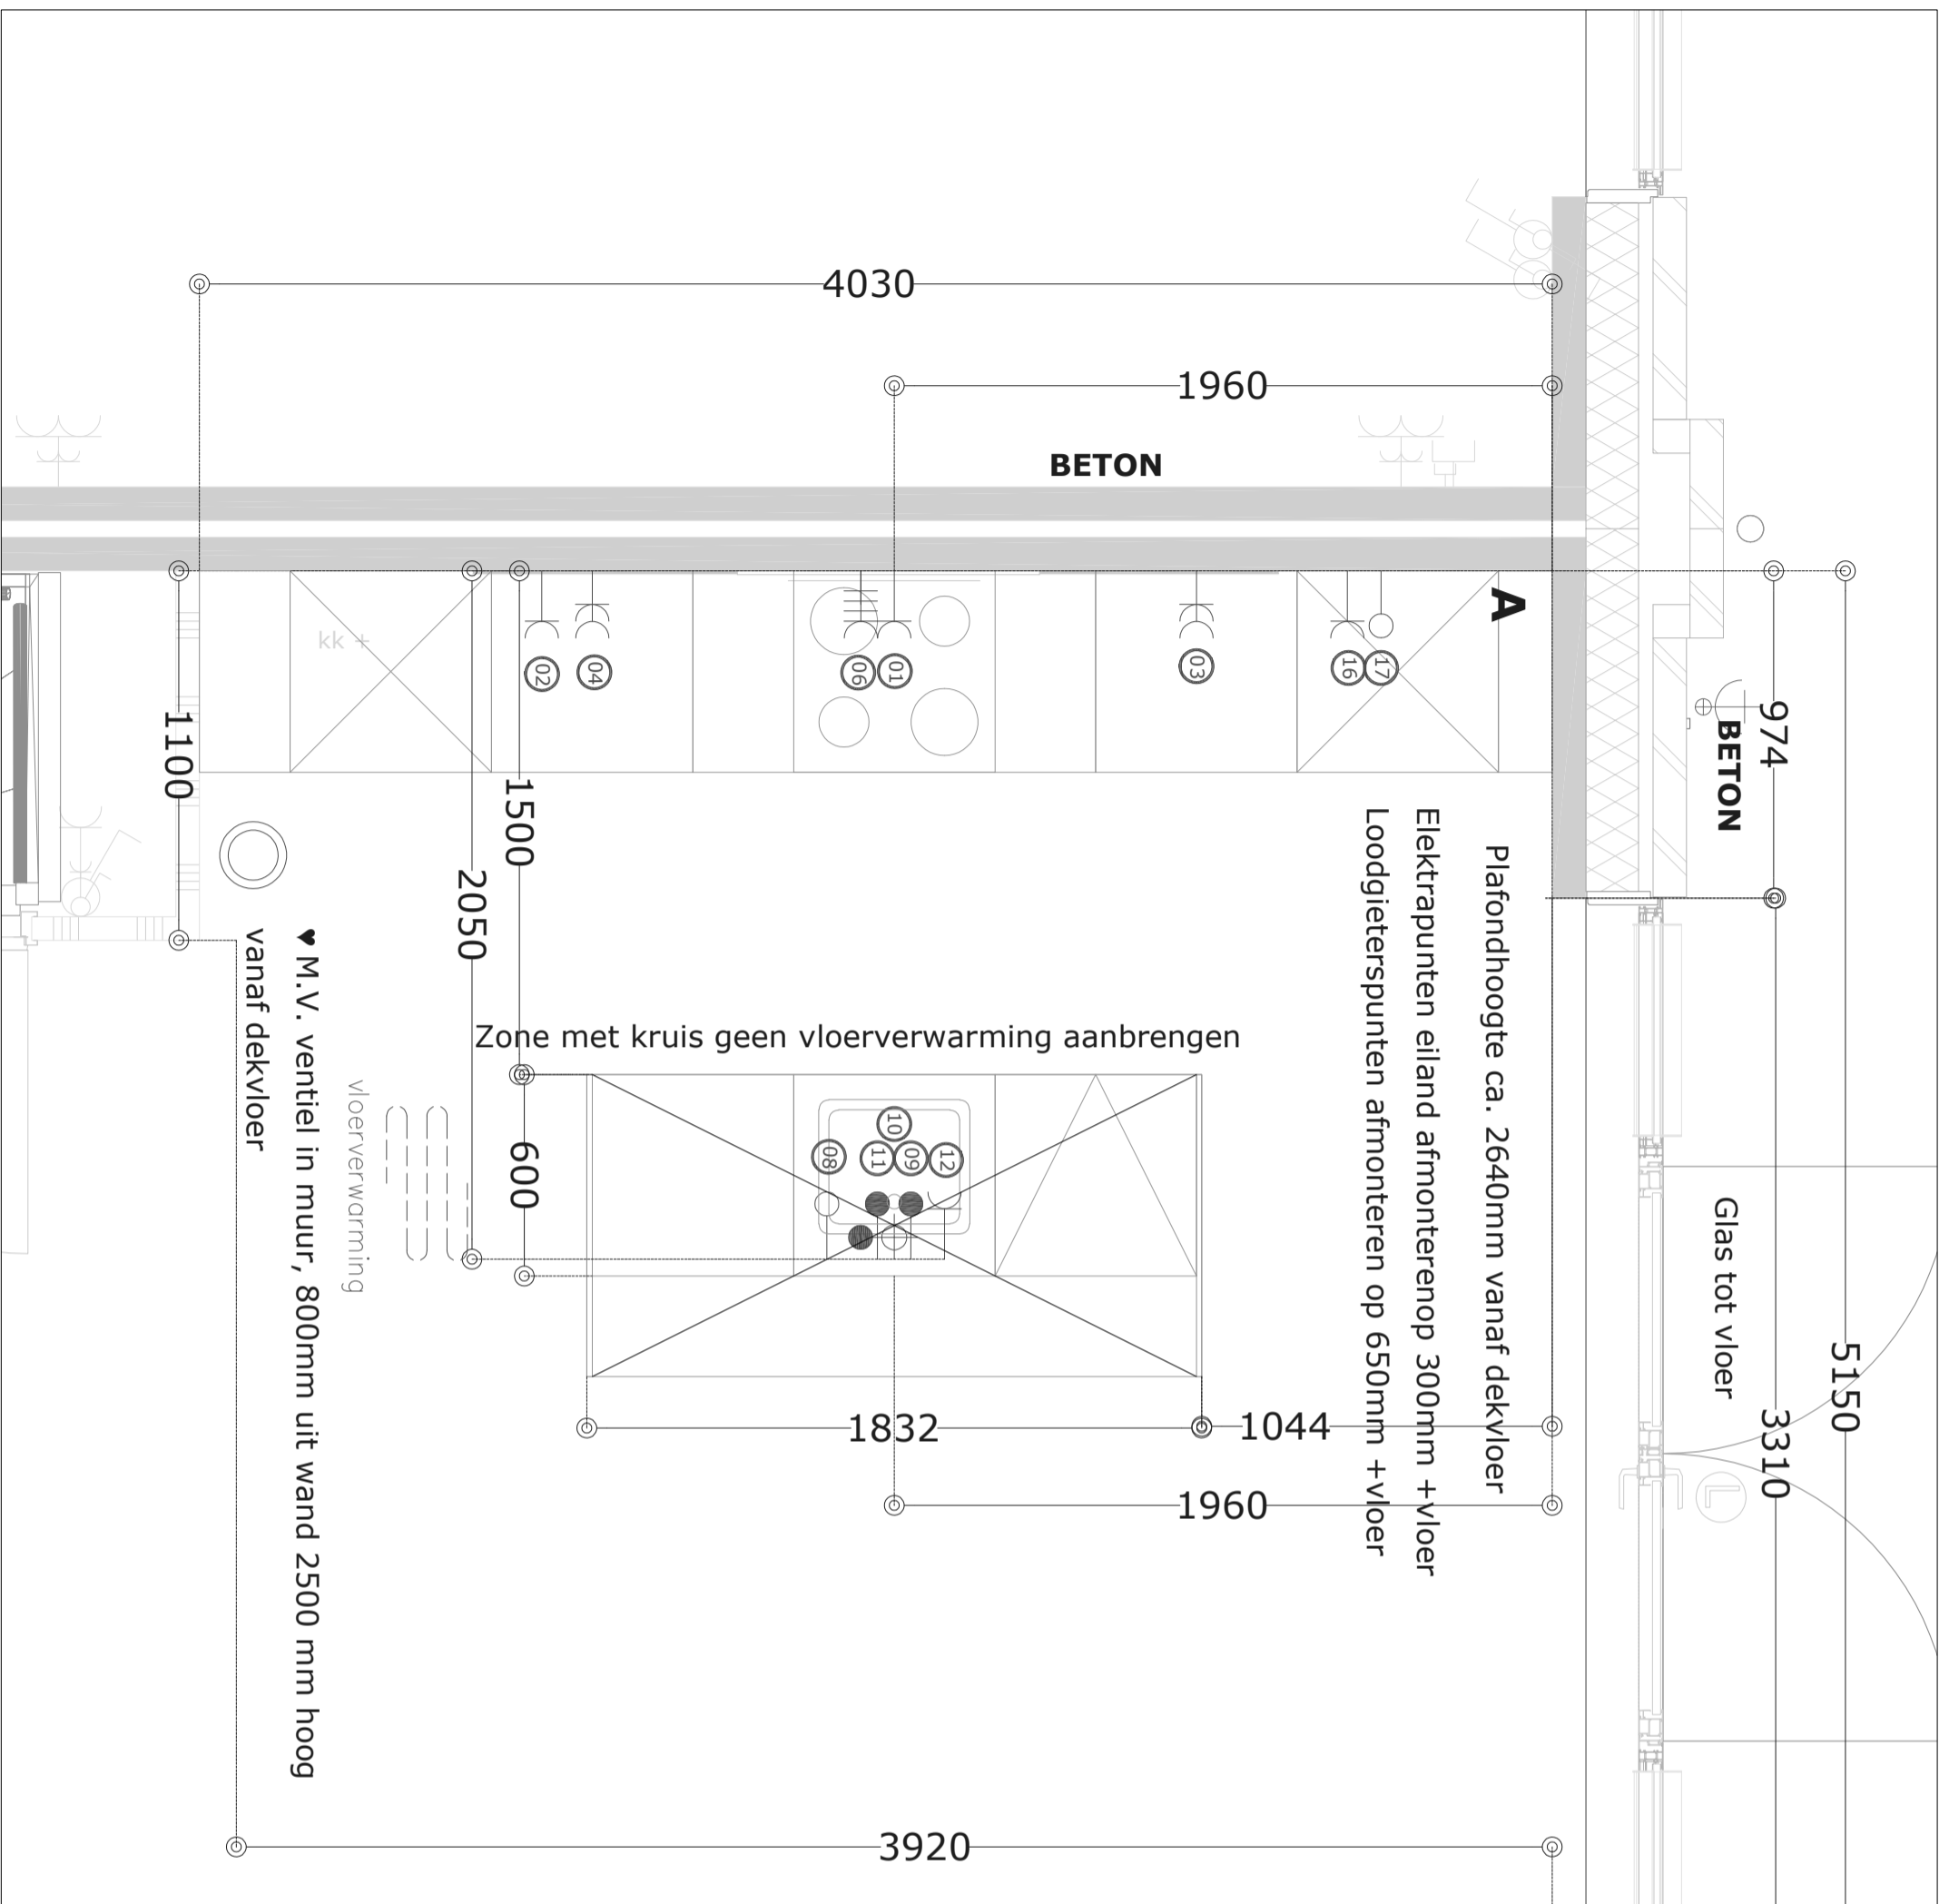 4030
1960
BETON
A
kk +
02
04
06
01
03
16
17
974
BETON
1100
1500
2050
Plafondhoogte ca. 2640mm vanaf dekvloer
Elektrapunten eiland afmonterenop 300mm +vloer
Loodgieterspunten afmonteren op 650mm +vloer
♥ M.V. ventiel in muur, 800mm uit wand 2500 mm hoog
vanaf dekvloer
Zone met kruis geen vloerverwarming aanbrengen
vloerverwarming
600
10
08
11
09
12
Glas tot vloer
5150
3310
L
1832
1044
1960
3920